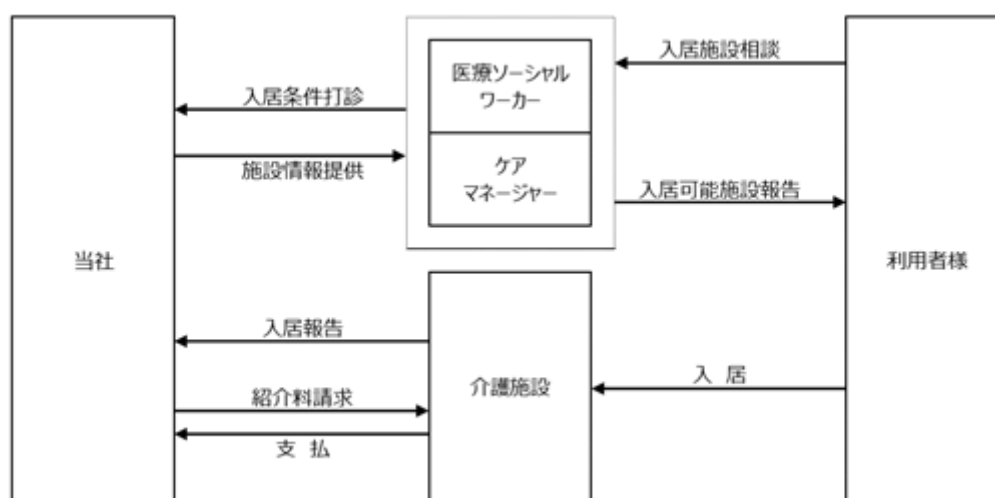 医療ソーシャル
ワーカー
入居施設相談
入居条件打診
施設情報提供
ケア
マネージャー
入居可能施設報告
当社
利用者様
入居報告
介護施設
入 居
紹介料請求
支 払